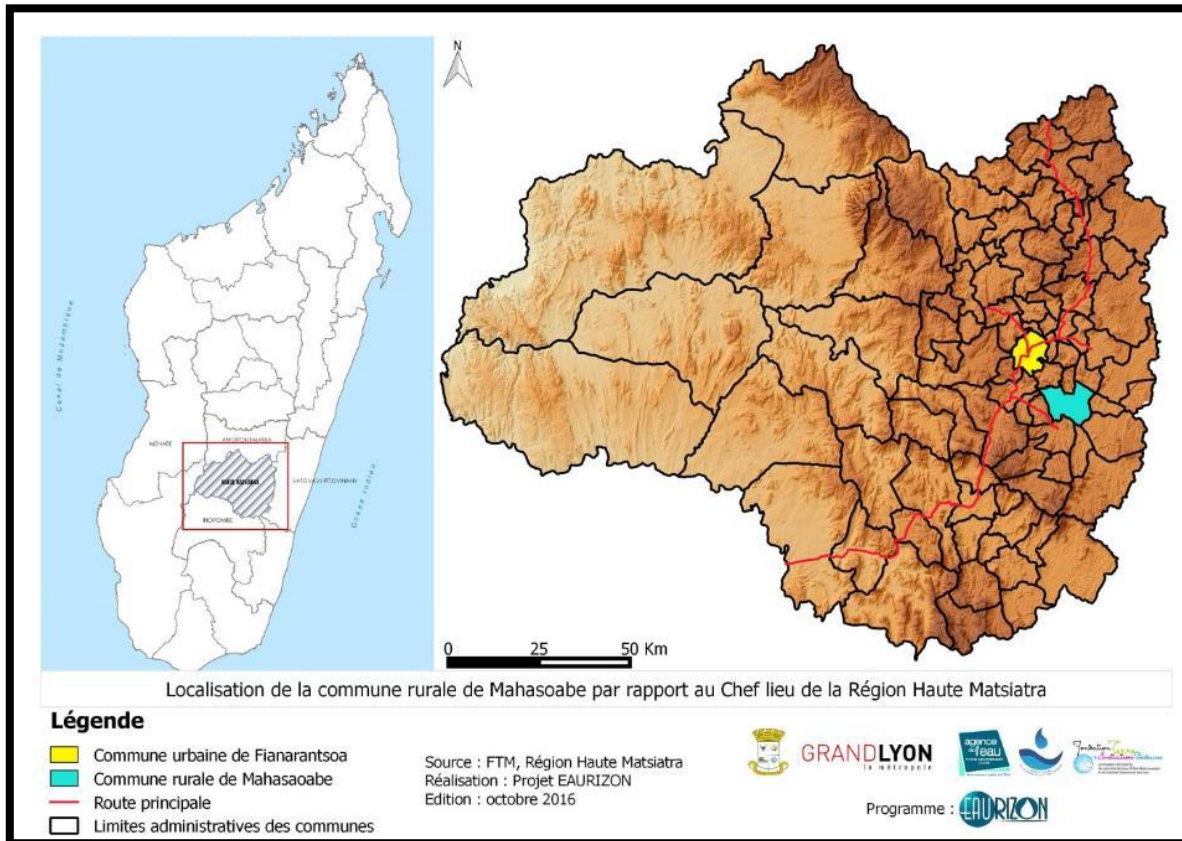 N
Canal de Mozambique
Océan Indien
MENABE
AMORON'I MANIA
HAUTE MATSIATRA
VATOVAVY FITOVINANY
IHOROMBE
0 25 50 Km
Localisation de la commune rurale de Mahasoabe par rapport au Chef lieu de la Région Haute Matsiatra
Légende
Commune urbaine de Fianarantsoa
Commune rurale de Mahasaoabe
Route principale
Limites administratives des communes
Source : FTM, Région Haute Matsiatra
Réalisation : Projet EAURIZON
Edition : octobre 2016
GRANDLYON
la métropole
agence de l'eau
Programme : EAURIZON